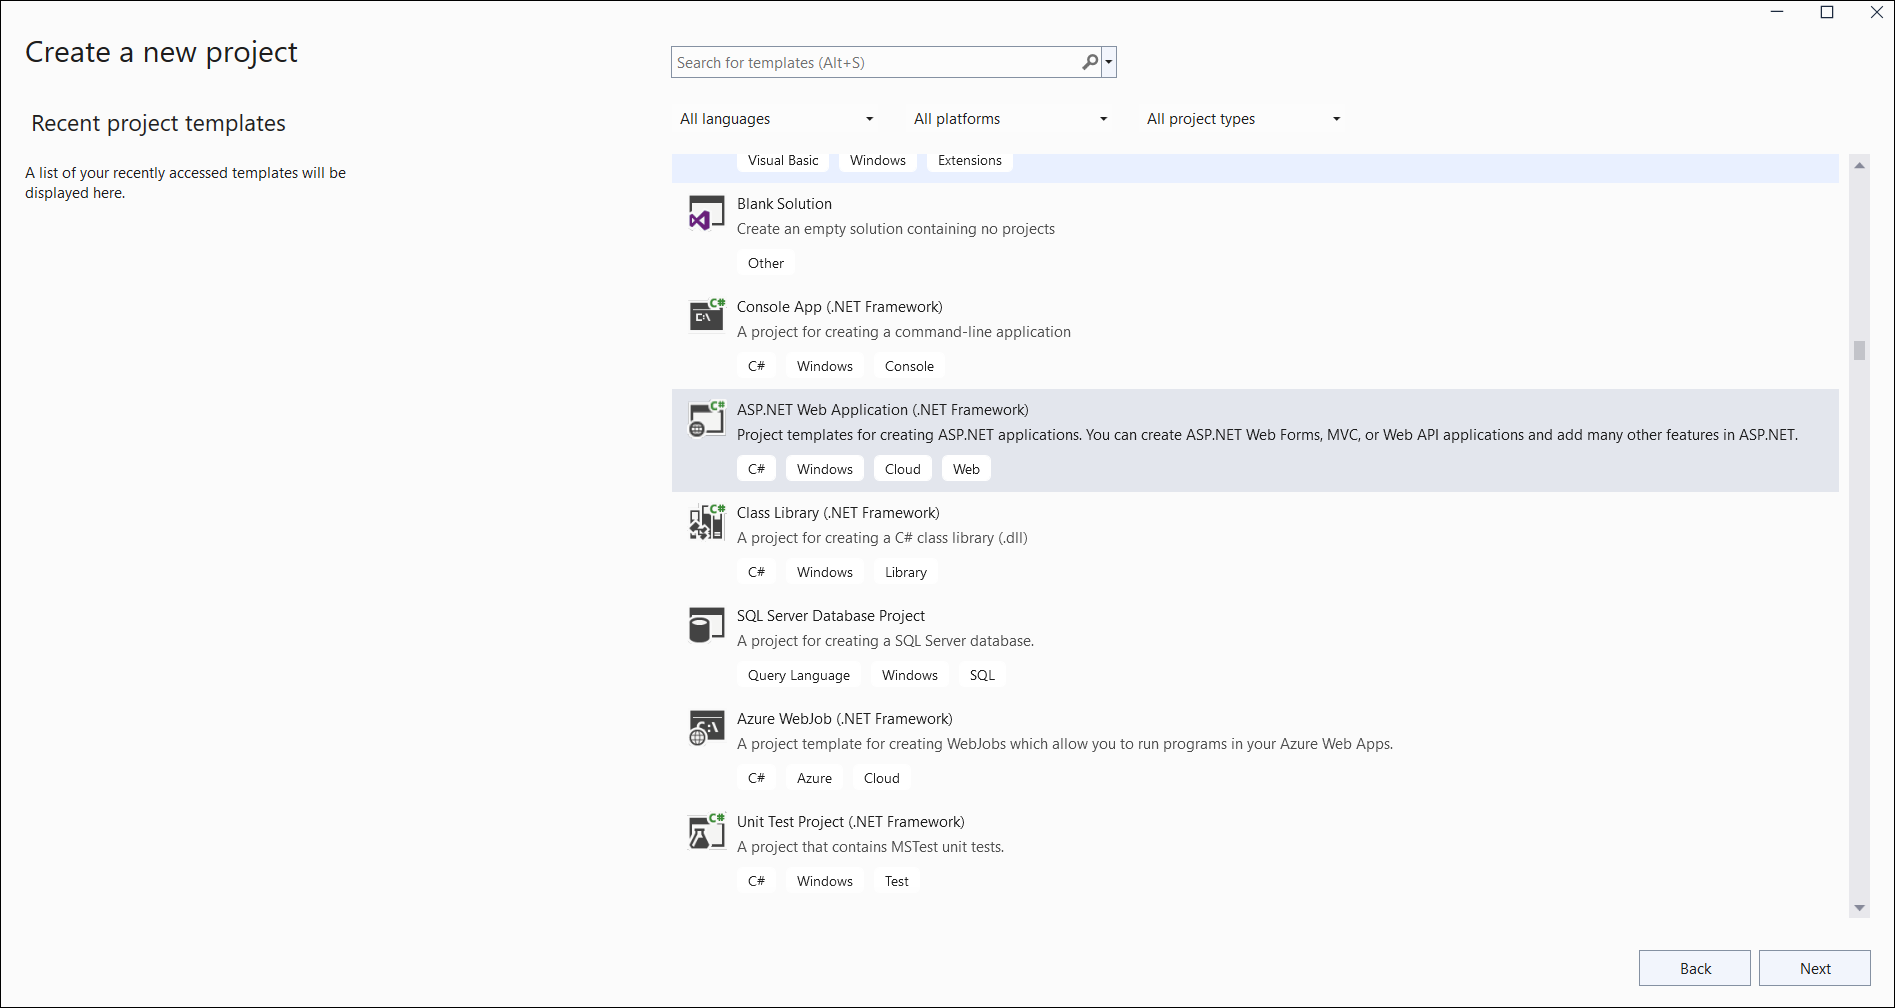 Create a new project
Search for templates (Alt+S)
Recent project templates
A list of your recently accessed templates will be
displayed here.
All languages All platforms All project types
Visual Basic Windows Extensions
Blank Solution
Create an empty solution containing no projects
Other
C#
C:\
Console App (.NET Framework)
A project for creating a command-line application
C# Windows Console
C#
ASP.NET Web Application (.NET Framework)
Project templates for creating ASP.NET applications. You can create ASP.NET Web Forms, MVC, or Web API applications and add many other features in ASP.NET.
C# Windows Cloud Web
C#
Class Library (.NET Framework)
A project for creating a C# class library (.dll)
C# Windows Library
SQL Server Database Project
A project for creating a SQL Server database.
Query Language Windows SQL
Azure WebJob (.NET Framework)
A project template for creating WebJobs which allow you to run programs in your Azure Web Apps.
C# Azure Cloud
C#
Unit Test Project (.NET Framework)
A project that contains MSTest unit tests.
C# Windows Test
Back Next